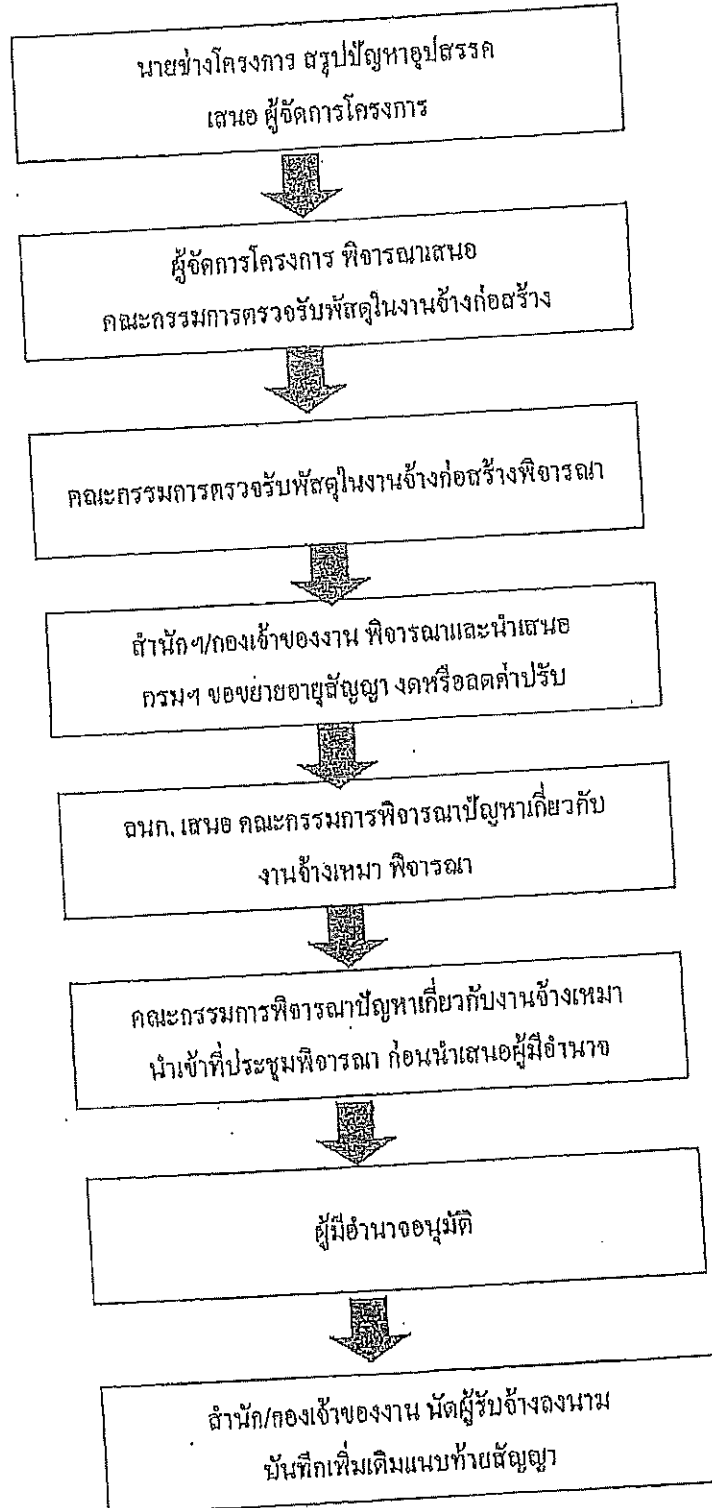 นายช่างโครงการ สรุปปัญหาอุปสรรค
เสนอ ผู้จัดการโครงการ
ผู้จัดการโครงการ พิจารณาเสนอ
คณะกรรมการตรวจรับพัสดุในงานจ้างก่อสร้าง
คณะกรรมการตรวจรับพัสดุในงานจ้างก่อสร้างพิจารณา
สำนักฯ/กองเจ้าของงาน พิจารณาและนำเสนอ
กรมฯ ขอขยายอายุสัญญา งดหรือลดค่าปรับ
อนก. เสนอ คณะกรรมการพิจารณาปัญหาเกี่ยวกับ
งานจ้างเหมา พิจารณา
คณะกรรมการพิจารณาปัญหาเกี่ยวกับงานจ้างเหมา
นำเข้าที่ประชุมพิจารณา ก่อนนำเสนอผู้มีอำนาจ
ผู้มีอำนาจอนุมัติ
สำนัก/กองเจ้าของงาน นัดผู้รับจ้างลงนาม
บันทึกเพิ่มเติมแนบท้ายสัญญา